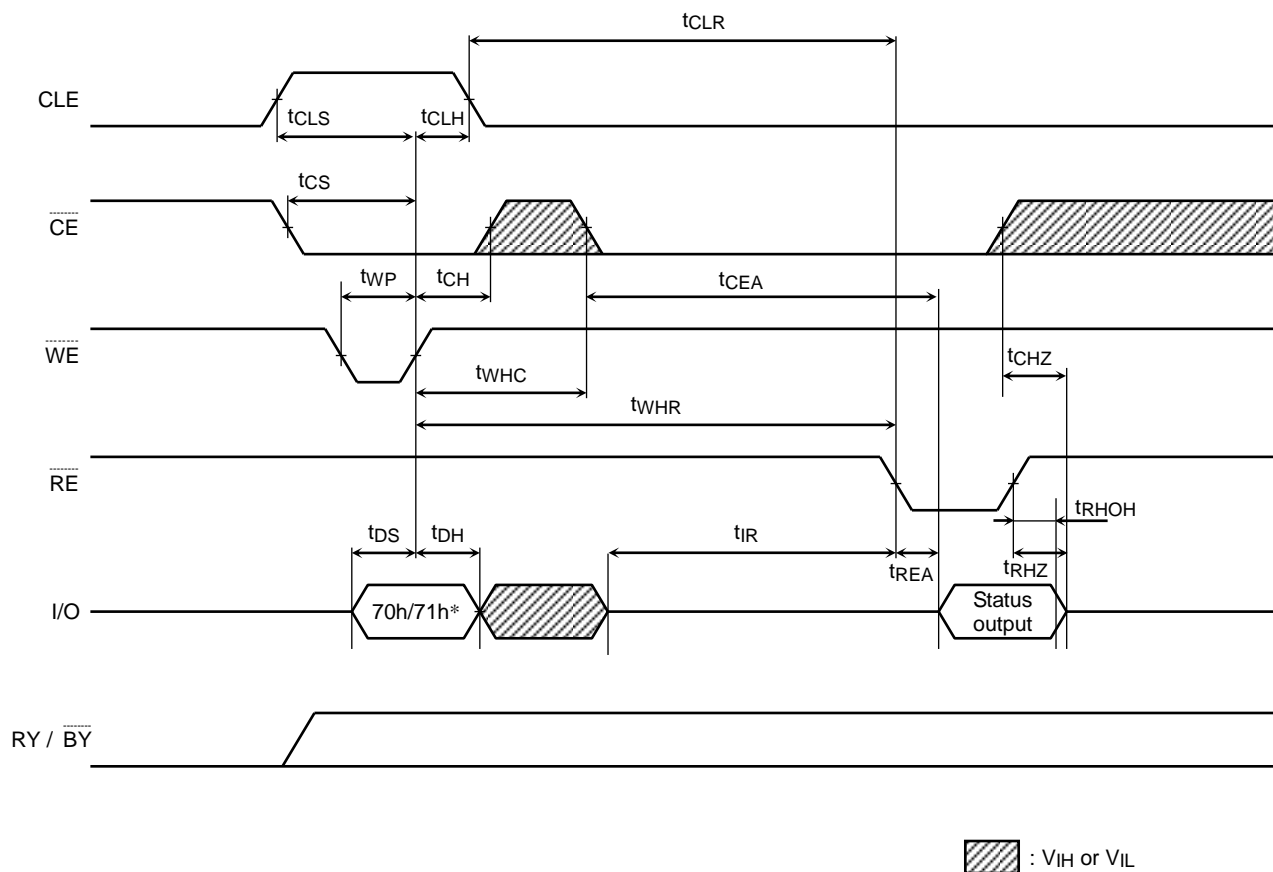 tCLR
CLE
tCLS
tCLH
tCS
CE
tWP
tCH
tCEA
WE
tCHZ
tWHC
tWHR
RE
tRHOH
tDS
tDH
tIR
tREA
tRHZ
I/O
70h/71h*
Status
output
RY / BY
: VIH or VIL